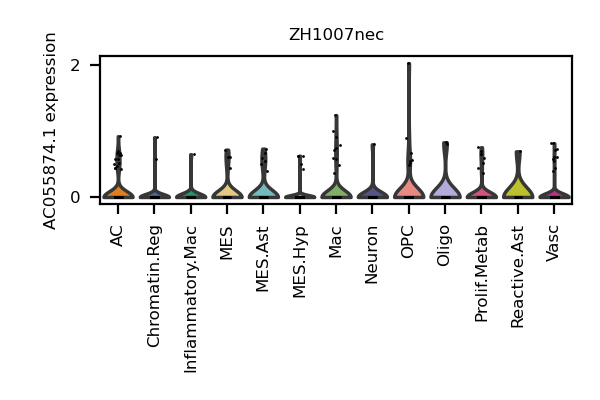 ZH1007nec
AC055874.1 expression
2
0
AC
Chromatin.Reg
Inflammatory.Mac
MES
MES.Ast
MES.Hyp
Mac
Neuron
OPC
Oligo
Prolif.Metab
Reactive.Ast
Vasc